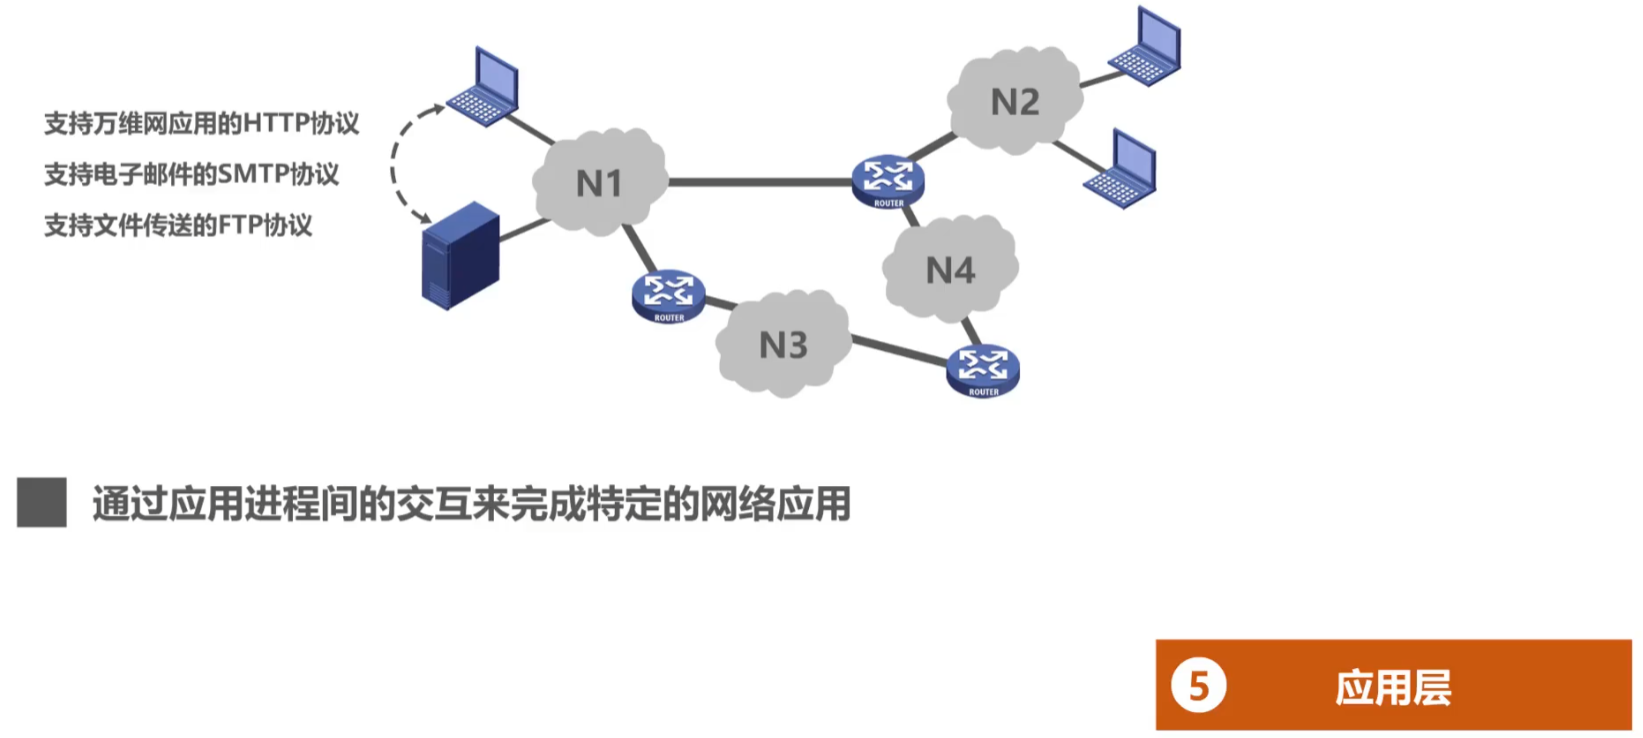 支持万维网应用的HTTP协议
支持电子邮件的SMTP协议
支持文件传送的FTP协议
N1
N2
ROUTER
N4
ROUTER
N3
ROUTER
通过应用进程间的交互来完成特定的网络应用
5 应用层